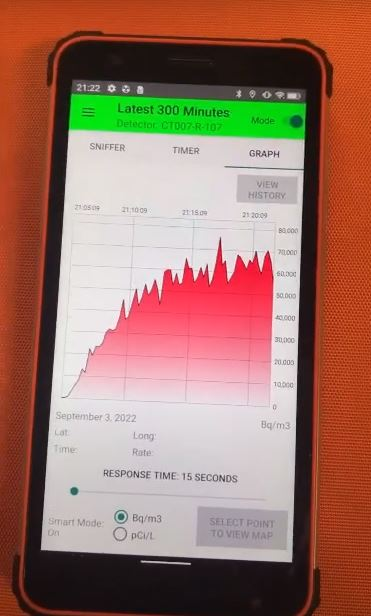 21:22
Latest 300 Minutes
Detector: CT007-R-107
Mode
SNIFFER TIMER GRAPH
VIEW
HISTORY
21:05:09 21:10:09 21:15:09 21:20:09
80,000
70,000
60,000
50,000
40,000
30,000
20,000
10,000
0
September 3, 2022
Bq/m3
Lat: Long:
Time: Rate:
RESPONSE TIME: 15 SECONDS
Smart Mode:
On
Bq/m3
pCi/L
SELECT POINT
TO VIEW MAP